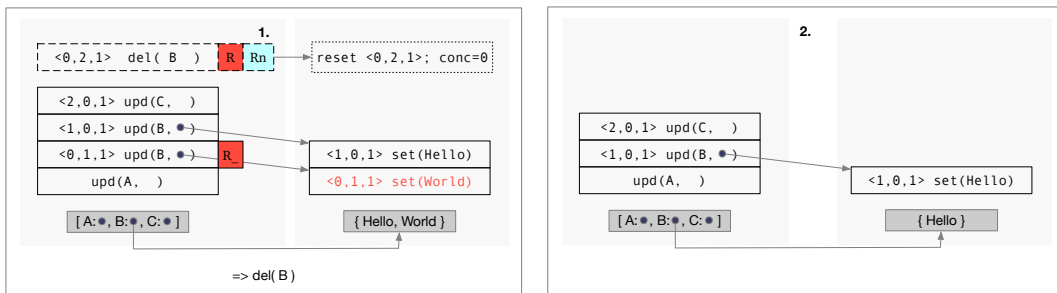 1.
<0,2,1> del( B ) R Rn reset <0,2,1>; conc=0
<2,0,1> upd(C, )
<1,0,1> upd(B, )
<0,1,1> upd(B, ) R_ <1,0,1> set(Hello)
upd(A, ) <0,1,1> set(World)
[ A: , B: , C: ] { Hello, World }
=> del( B )
2.
<2,0,1> upd(C, )
<1,0,1> upd(B, )
upd(A, ) <1,0,1> set(Hello)
[ A: , B: , C: ] { Hello }